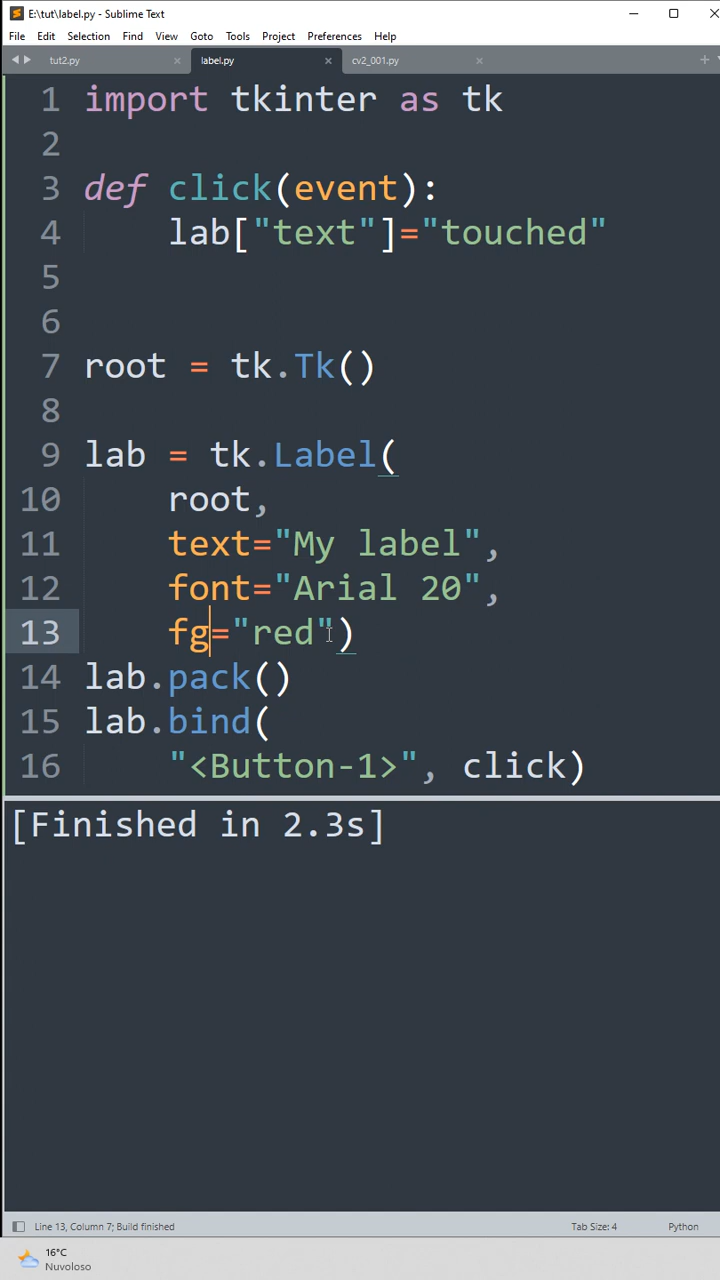 E:\tut\label.py - Sublime Text
File Edit Selection Find View Goto Tools Project Preferences Help
tut2.py label.py cv2_001.py
1 import tkinter as tk
2
3 def click(event):
4     lab["text"]="touched"
5
6
7 root = tk.Tk()
8
9 lab = tk.Label(
10     root,
11     text="My label",
12     font="Arial 20",
13     fg="red")
14 lab.pack()
15 lab.bind(
16     "<Button-1>", click)
[Finished in 2.3s]
Line 13, Column 7; Build finished Tab Size: 4 Python
16°C
Nuvoloso